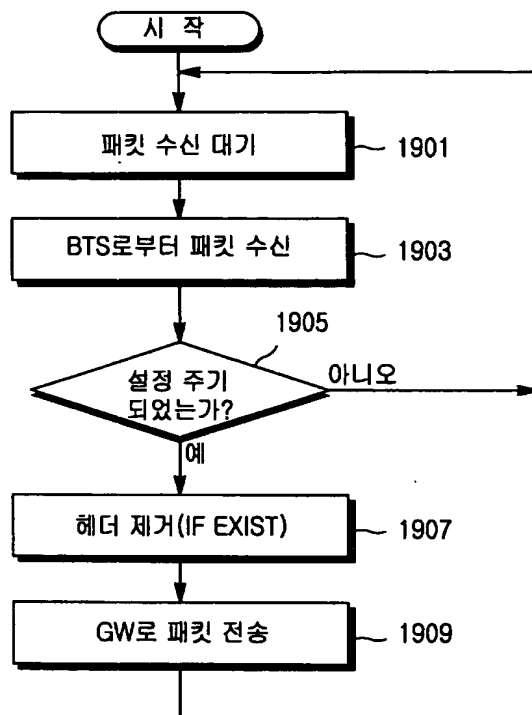 시 작
패킷 수신 대기
1901
BTS로부터 패킷 수신
1903
1905
설정 주기
되었는가?
아니오
예
헤더 제거(IF EXIST)
1907
GW로 패킷 전송
1909